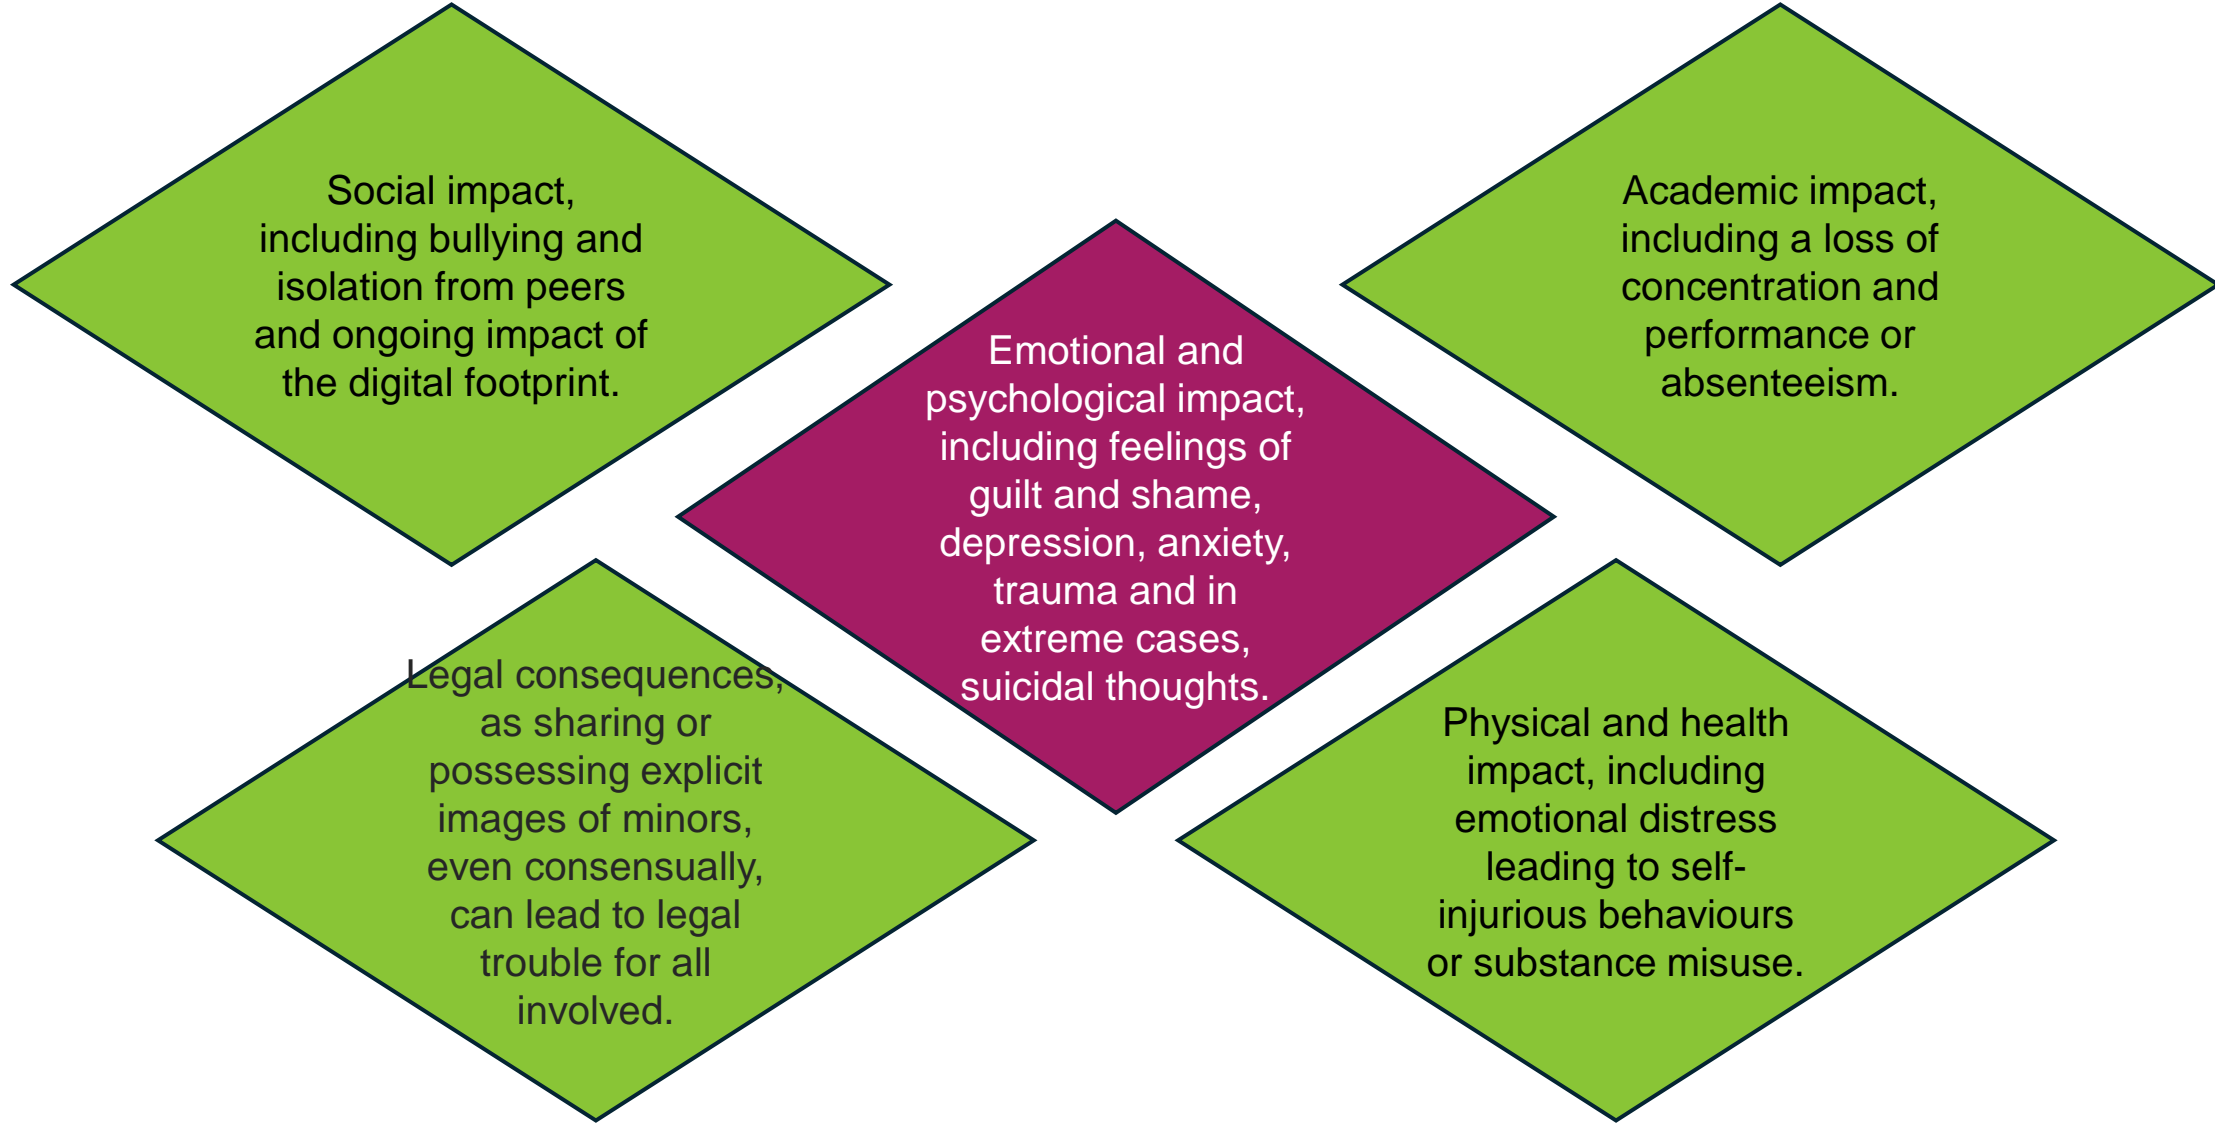 Social impact,
including bullying and
isolation from peers
and ongoing impact of
the digital footprint.
Emotional and
psychological impact,
including feelings of
guilt and shame,
depression, anxiety,
trauma and in
extreme cases,
suicidal thoughts.
Academic impact,
including a loss of
concentration and
performance or
absenteeism.
Legal consequences,
as sharing or
possessing explicit
images of minors,
even consensually,
can lead to legal
trouble for all
involved.
Physical and health
impact, including
emotional distress
leading to self-
injurious behaviours
or substance misuse.